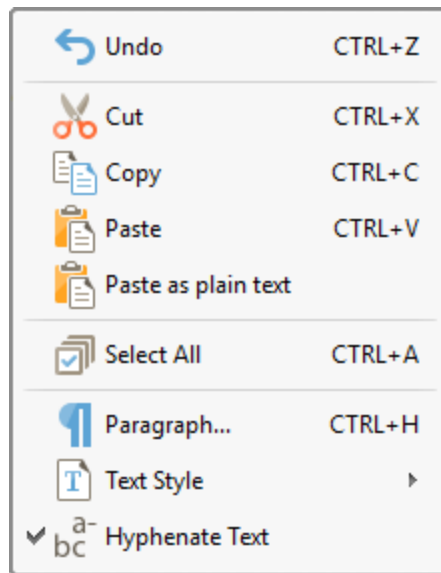 Undo CTRL+Z
Cut CTRL+X
Copy CTRL+C
Paste CTRL+V
Paste as plain text
Select All CTRL+A
Paragraph... CTRL+H
T Text Style
a-
bc Hyphenate Text